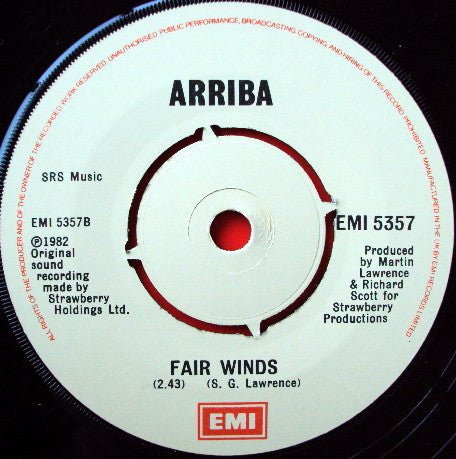 ALL RIGHTS OF THE PRODUCER AND OF THE OWNER OF THE RECORDED WORK RESERVED. UNAUTHORISED PUBLIC PERFORMANCE, BROADCASTING, COPYING AND HIRING OF THIS RECORD PROHIBITED. MANUFACTURED IN THE UK BY EMI RECORDS LIMITED
ARRIBA
SRS Music
EMI 5357B
℗1982
Original
sound
recording
made by
Strawberry
Holdings Ltd.
EMI 5357
Produced
by Martin
Lawrence
& Richard
Scott for
Strawberry
Productions
FAIR WINDS
(2.43) (S. G. Lawrence)
EMI